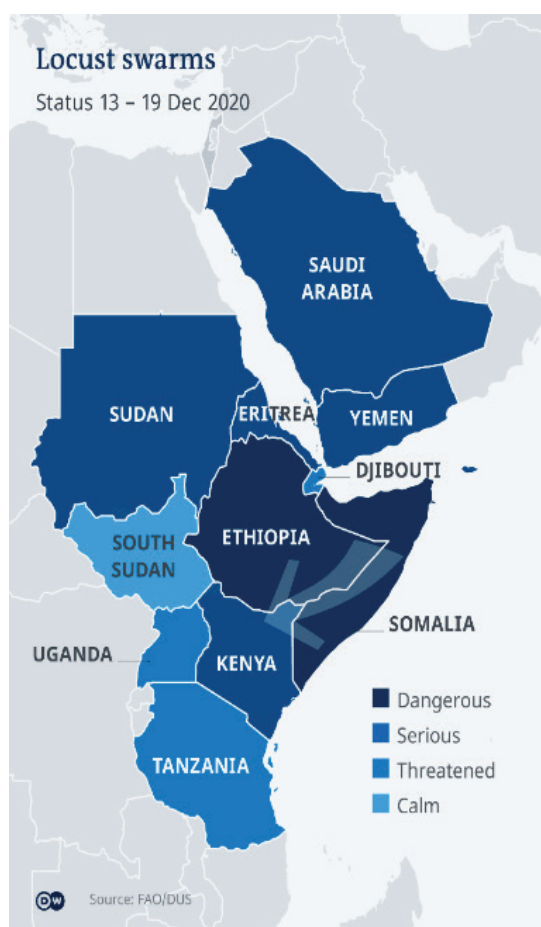 Locust swarms
Status 13 – 19 Dec 2020
SAUDI
ARABIA
SUDAN
ERITREA
YEMEN
DJIBOUTI
ETHIOPIA
SOUTH
SUDAN
SOMALIA
UGANDA
KENYA
TANZANIA
Dangerous
Serious
Threatened
Calm
DW
Source: FAO/DUS